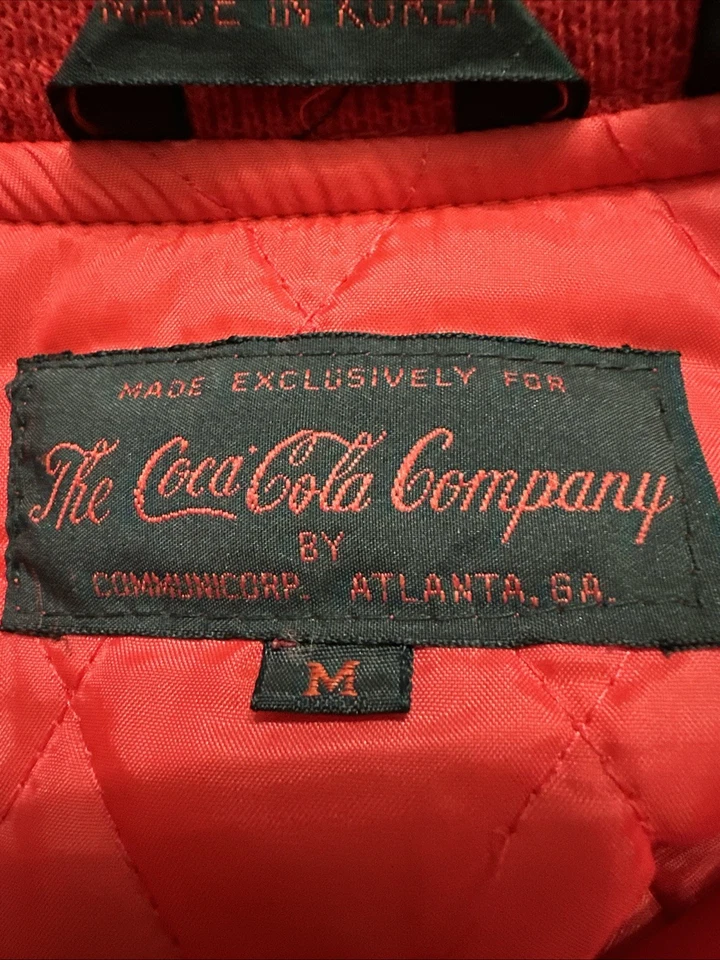 MADE IN KOREA
MADE EXCLUSIVELY FOR
The Coca-Cola Company
BY
COMMUNICORP. ATLANTA, GA.
M